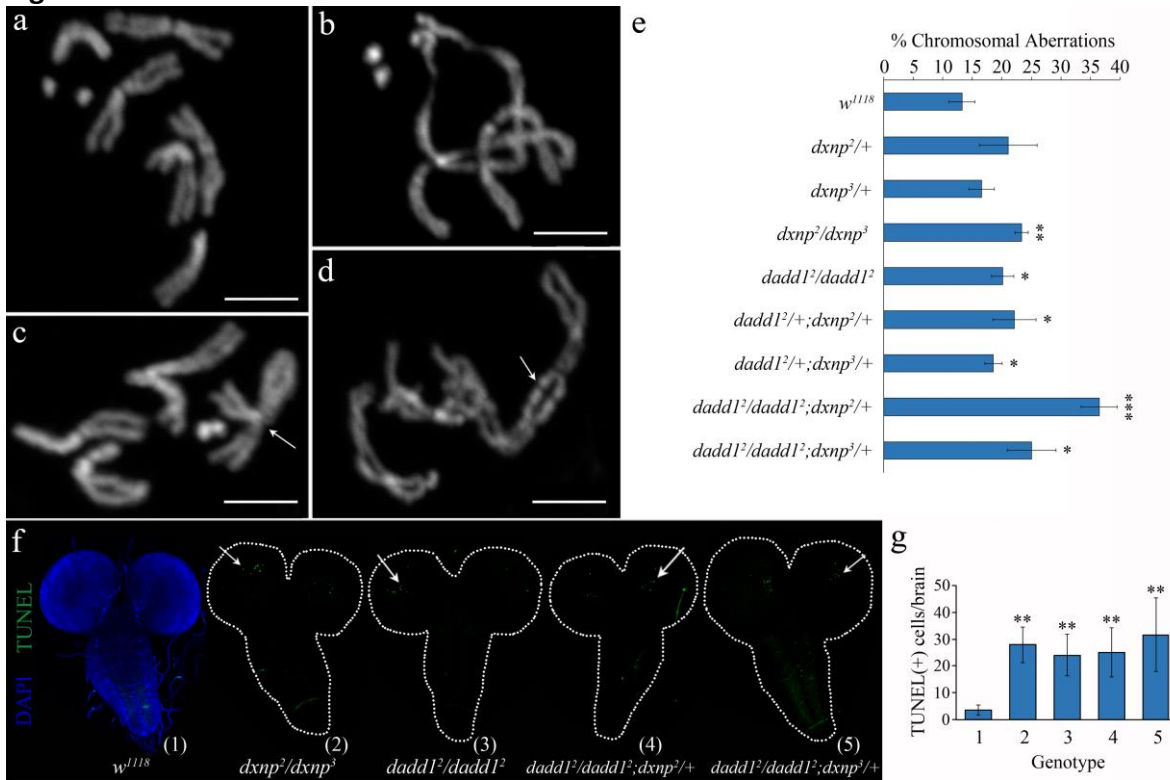 a
b
c
d
e
% Chromosomal Aberrations
0 5 10 15 20 25 30 35 40
w¹¹¹⁸
dxnp²/+
dxnp³/+
dxnp²/dxnp³
**
dadd1²/dadd1²
*
dadd1²/+;dxnp²/+
*
dadd1²/+;dxnp³/+
*
dadd1²/dadd1²;dxnp²/+
***
dadd1²/dadd1²;dxnp³/+
*
f
DAPI TUNEL
(1)
(2)
(3)
(4)
(5)
w¹¹¹⁸
dxnp²/dxnp³
dadd1²/dadd1²
dadd1²/dadd1²;dxnp²/+
dadd1²/dadd1²;dxnp³/+
g
TUNEL(+) cells/brain
50
40
30
20
10
0
** ** ** **
1 2 3 4 5
Genotype